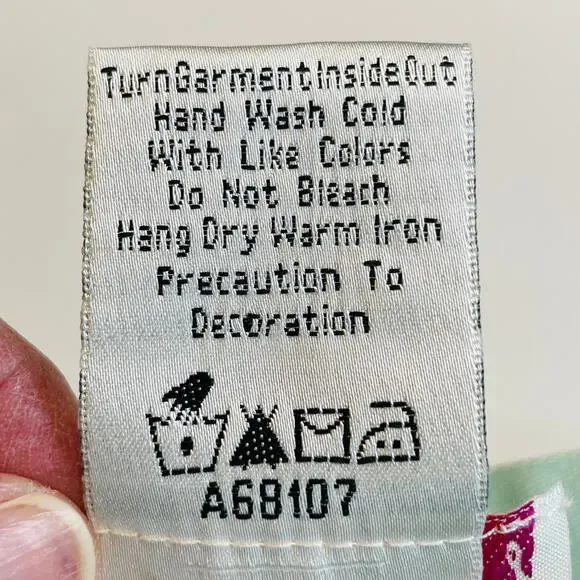 TurnGarmentInsideOut
Hand Wash Cold
With Like Colors
Do Not Bleach
Hang Dry Warm Iron
Precaution To
Decoration
A68107